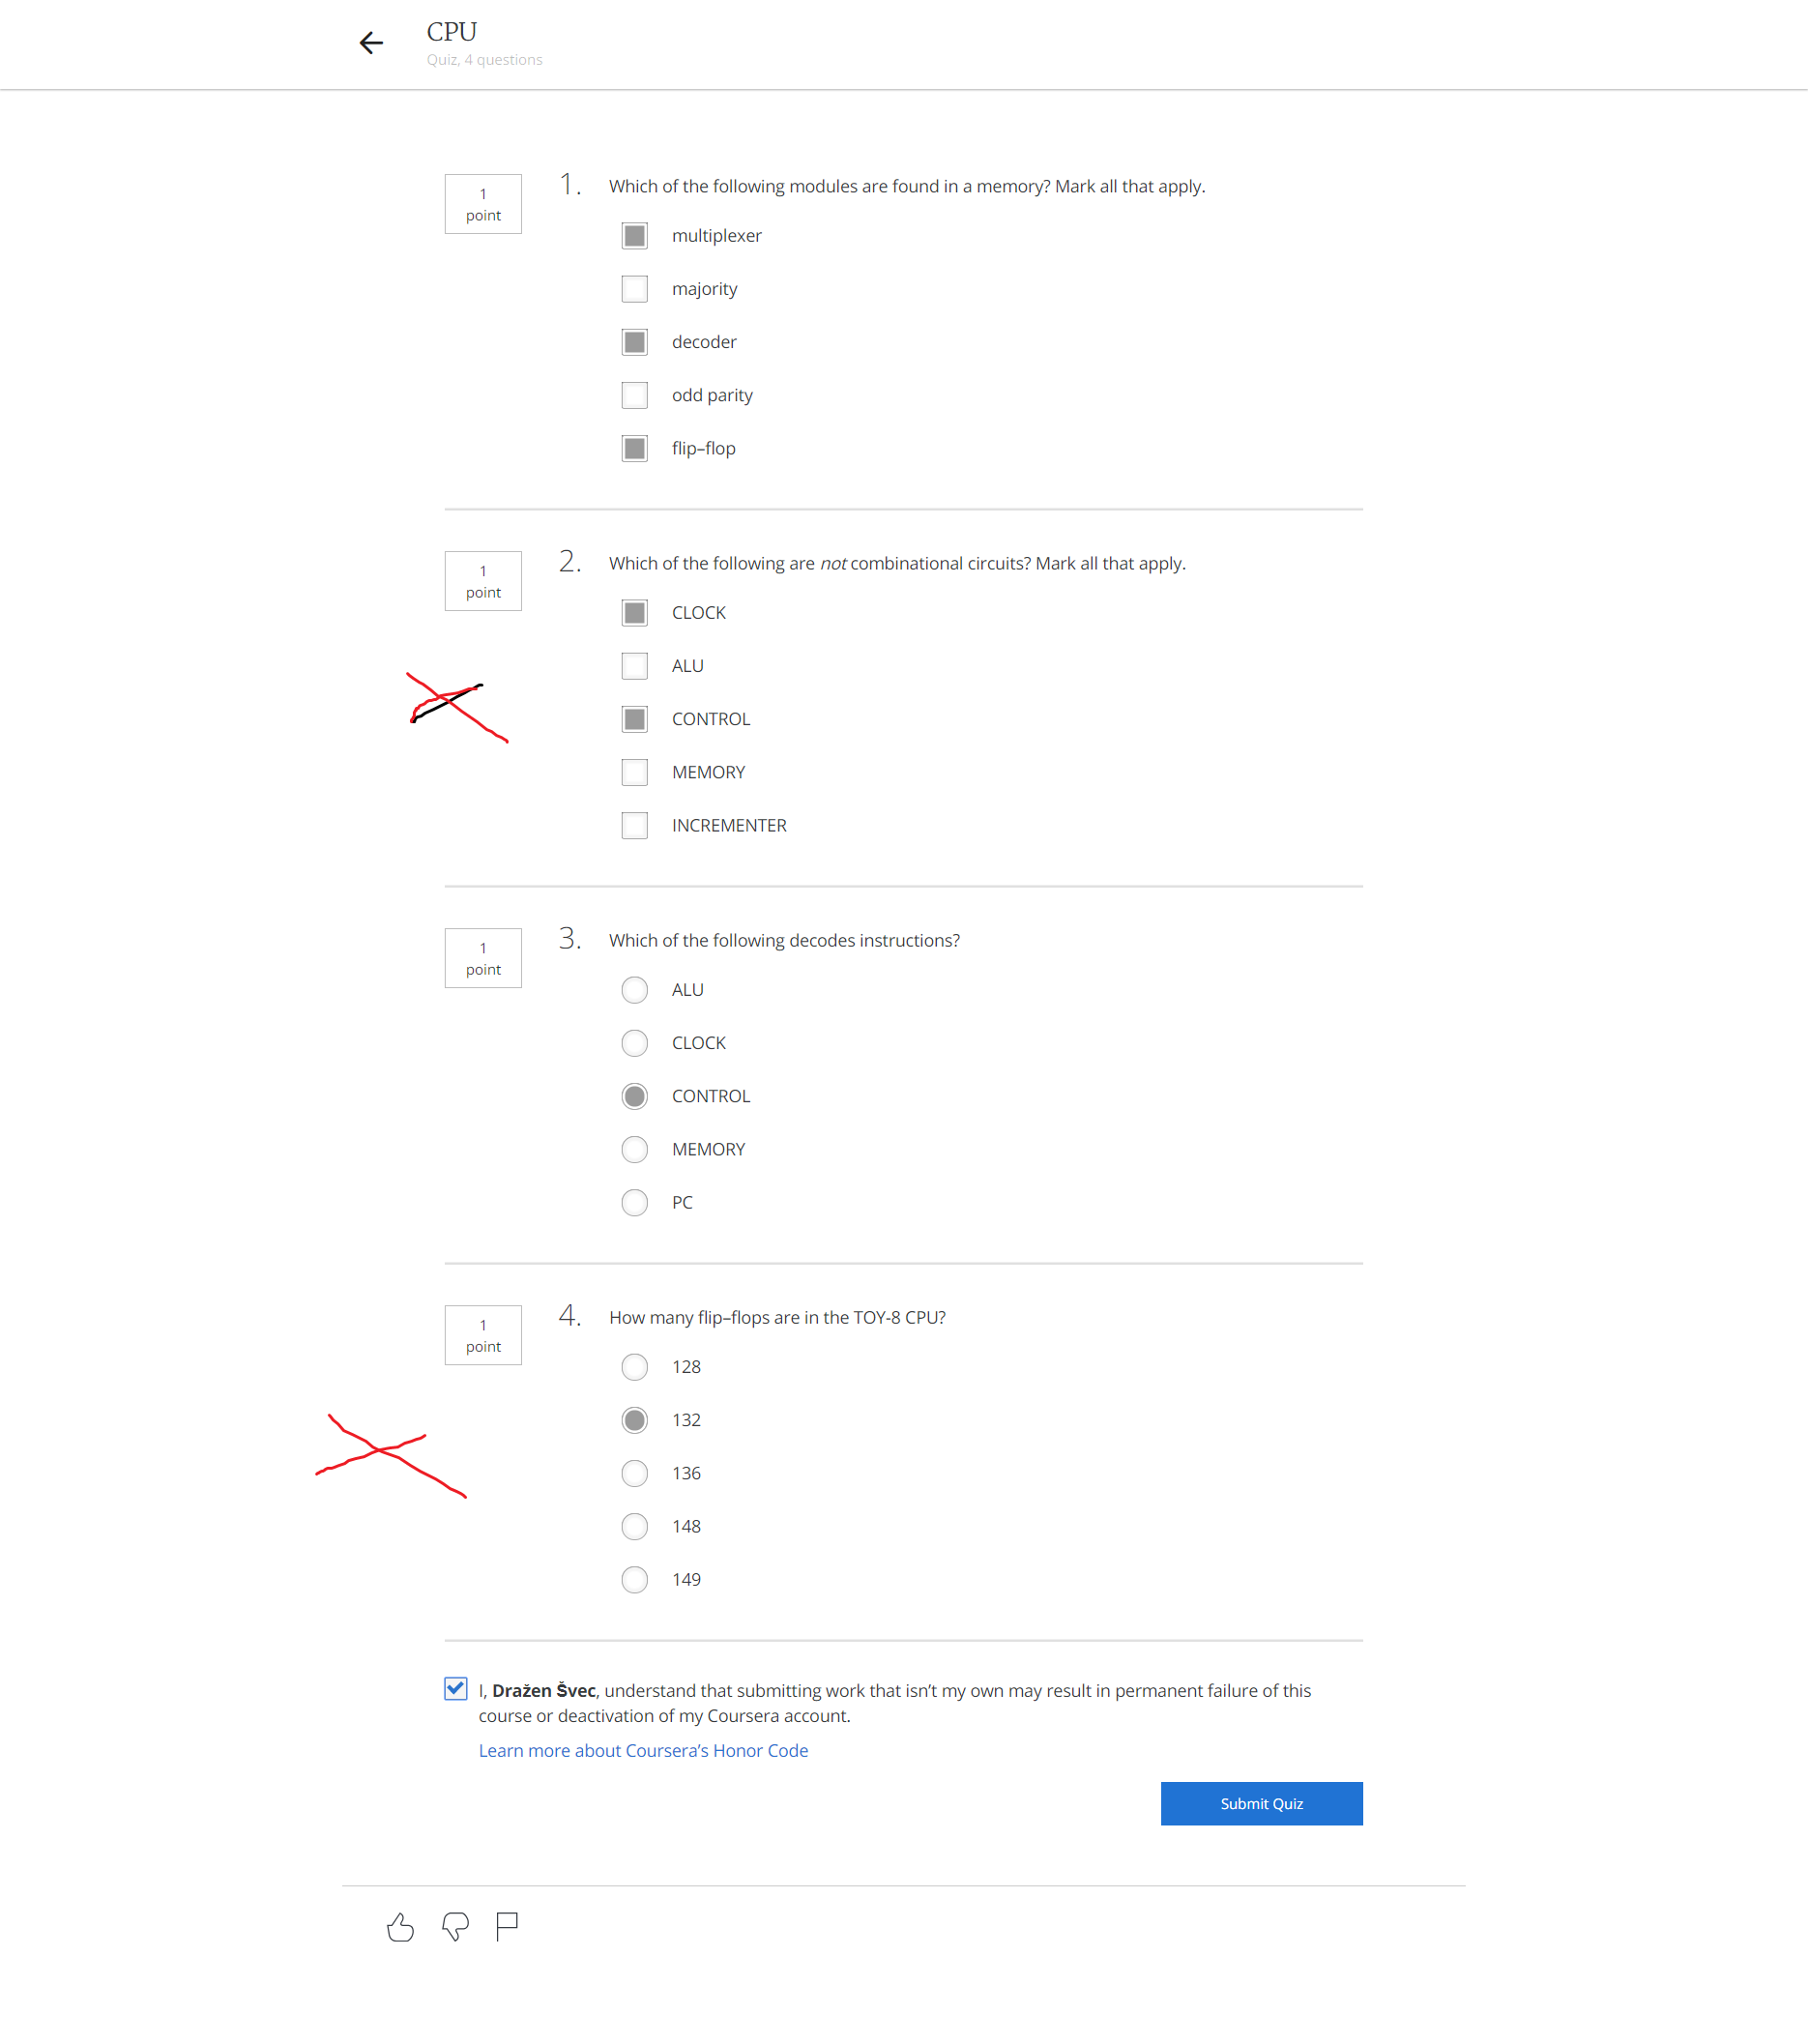 CPU
Quiz, 4 questions
1
point
1. Which of the following modules are found in a memory? Mark all that apply.
multiplexer
majority
decoder
odd parity
flip–flop
1
point
2. Which of the following are not combinational circuits? Mark all that apply.
CLOCK
ALU
CONTROL
MEMORY
INCREMENTER
1
point
3. Which of the following decodes instructions?
ALU
CLOCK
CONTROL
MEMORY
PC
1
point
4. How many flip–flops are in the TOY-8 CPU?
128
132
136
148
149
I, Dražen Švec, understand that submitting work that isn’t my own may result in permanent failure of this
course or deactivation of my Coursera account.
Learn more about Coursera’s Honor Code
Submit Quiz